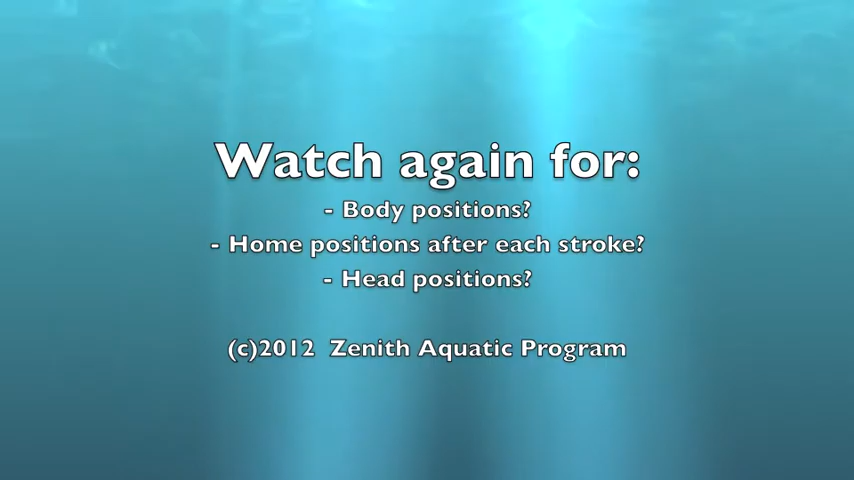 Watch again for:
- Body positions?
- Home positions after each stroke?
- Head positions?
(c)2012 Zenith Aquatic Program